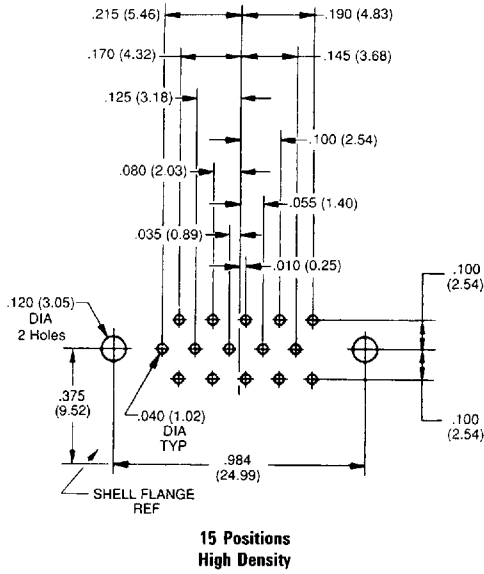 .215 (5.46)
.190 (4.83)
.170 (4.32)
.145 (3.68)
.125 (3.18)
.100 (2.54)
.080 (2.03)
.055 (1.40)
.035 (0.89)
.010 (0.25)
.100
(2.54)
.120 (3.05)
DIA
2 Holes
.375
(9.52)
.040 (1.02)
DIA
TYP
.100
(2.54)
.984
(24.99)
SHELL FLANGE
REF
15 Positions
High Density